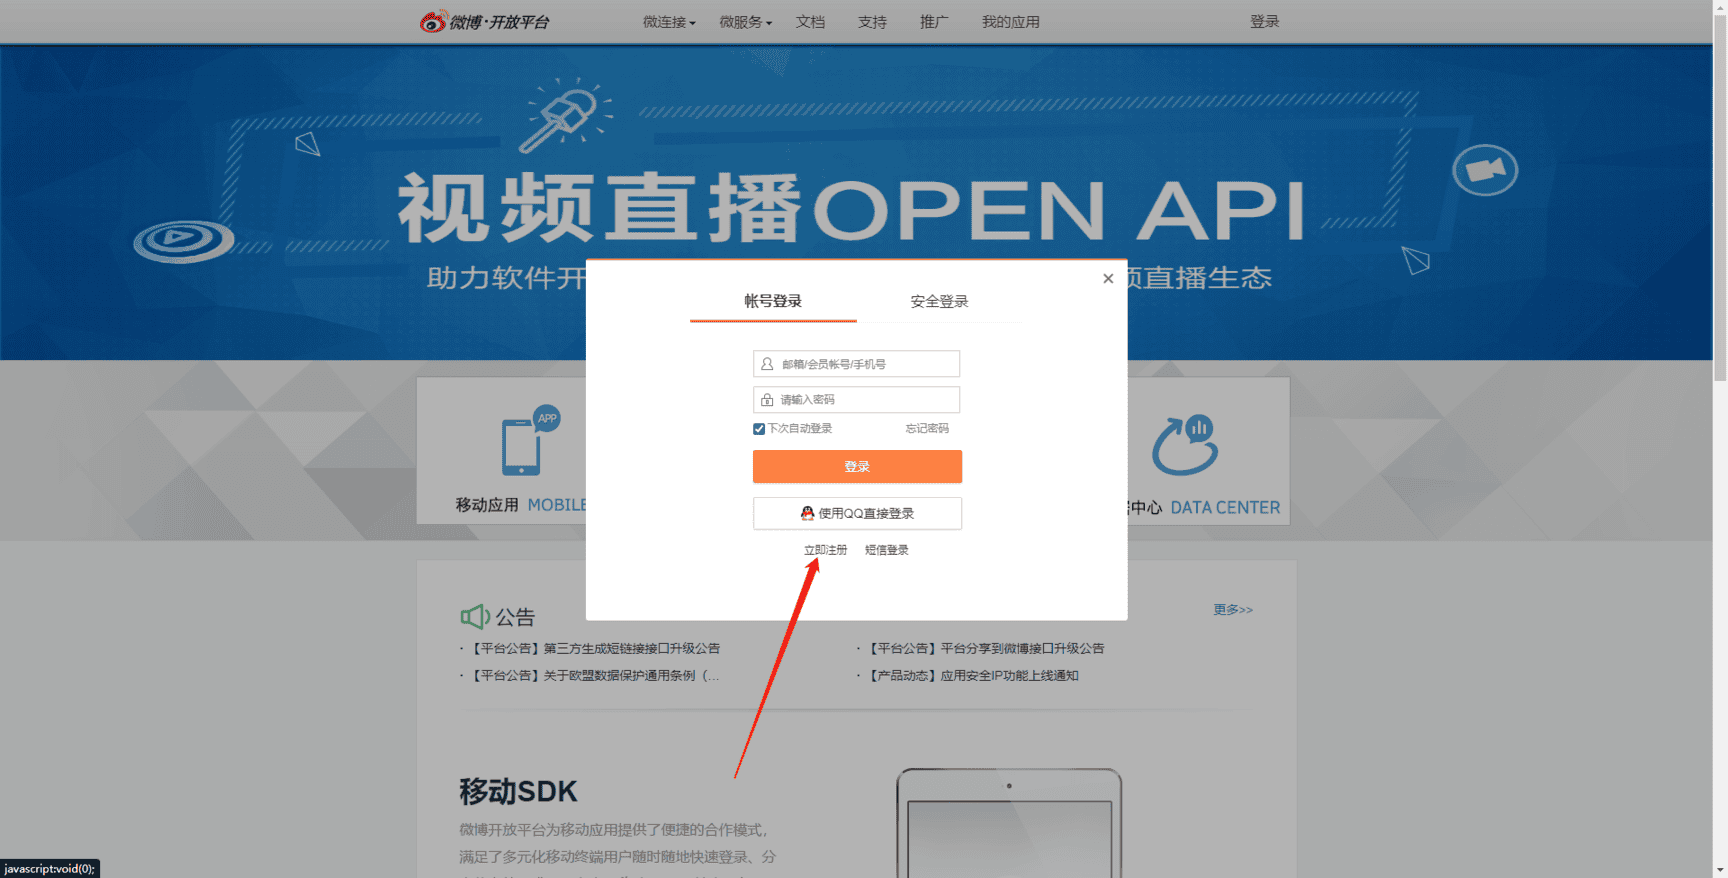 微博·开放平台 微连接 微服务 文档 支持 推广 我的应用 登录
视频直播OPEN API
助力软件开 频直播生态
×
帐号登录 安全登录
邮箱/会员帐号/手机号
请输入密码
下次自动登录 忘记密码
登录
使用QQ直接登录
立即注册 短信登录
APP
移动应用 MOBILE
中心 DATA CENTER
公告 更多>>
· 【平台公告】第三方生成短链接接口升级公告
· 【平台公告】平台分享到微博接口升级公告
· 【平台公告】关于欧盟数据保护通用条例（...
· 【产品动态】应用安全IP功能上线通知
移动SDK
微博开放平台为移动应用提供了便捷的合作模式，
满足了多元化移动终端用户随时随地快速登录、分
javascript:void(0);